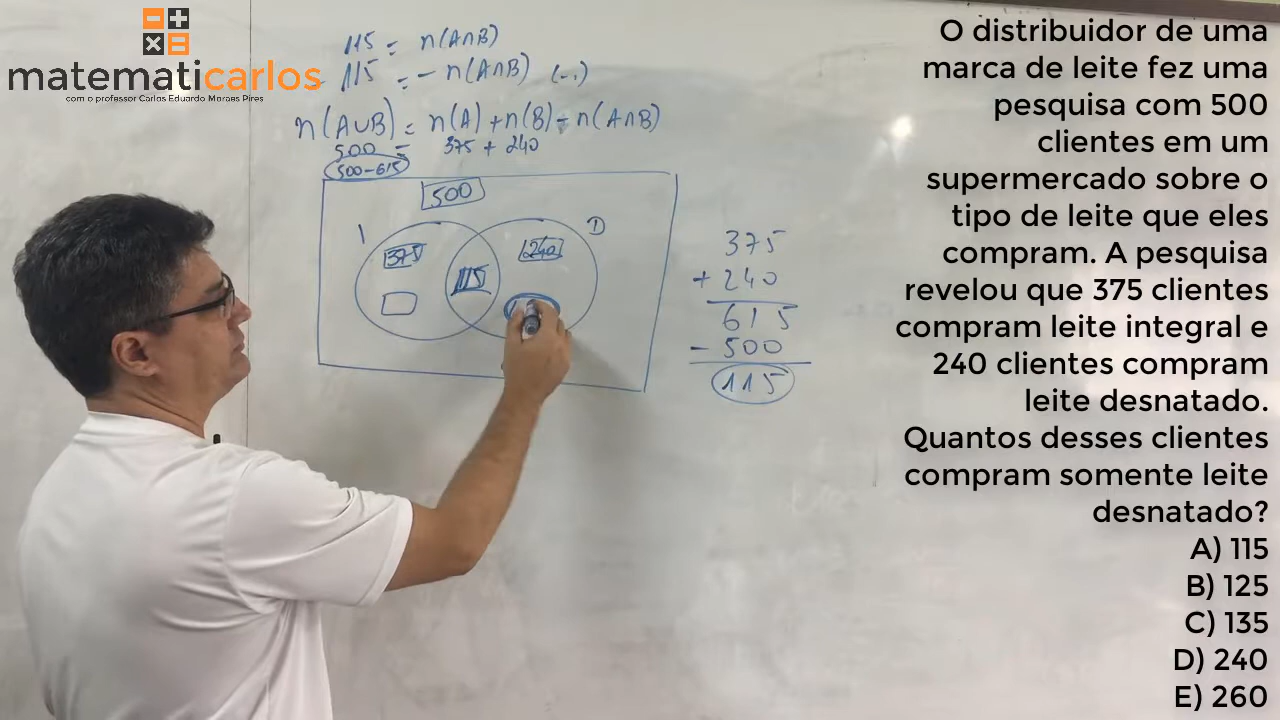 matematicarlos
com o professor Carlos Eduardo Moraes Pires
115 = n(A∩B)
- 115 = - n(A∩B) (-1)
n(A∪B) = n(A) + n(B) - n(A∩B)
500 = 375 + 240
500-615
500
I
D
375
240
115
375
+ 240
615
- 500
115
O distribuidor de uma
marca de leite fez uma
pesquisa com 500
clientes em um
supermercado sobre o
tipo de leite que eles
compram. A pesquisa
revelou que 375 clientes
compram leite integral e
240 clientes compram
leite desnatado.
Quantos desses clientes
compram somente leite
desnatado?
A) 115
B) 125
C) 135
D) 240
E) 260